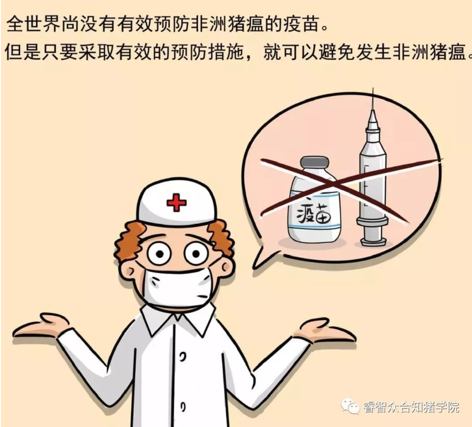 全世界尚没有有效预防非洲猪瘟的疫苗。
但是只要采取有效的预防措施，就可以避免发生非洲猪瘟。
疫苗
睿智众合知猪学院